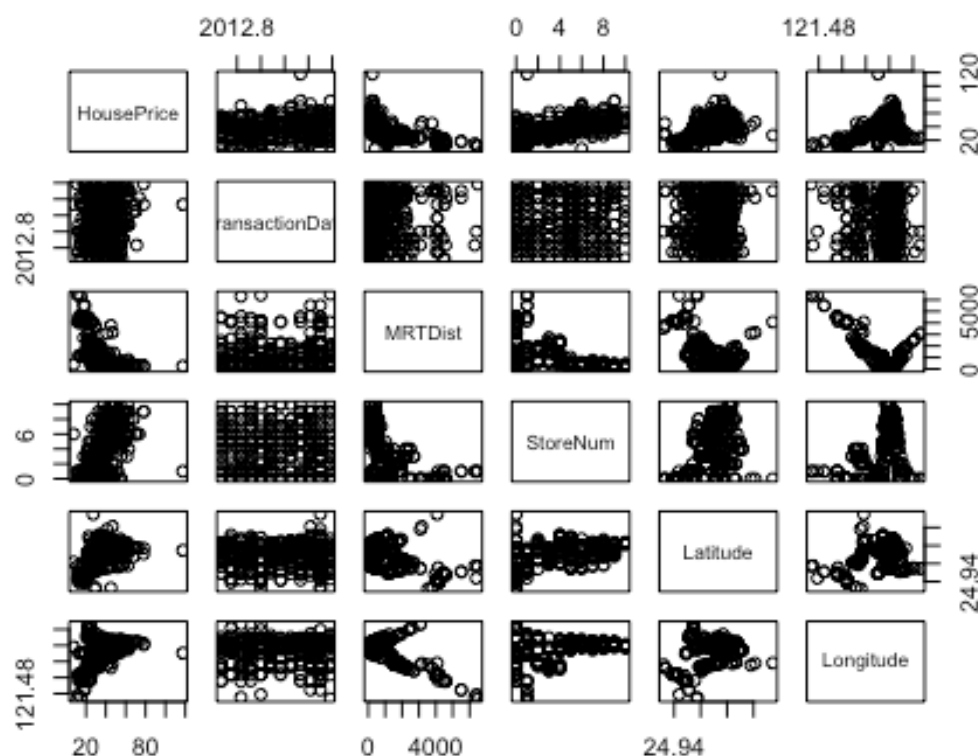 2012.8 0 4 8 121.48
HousePrice 20 120
2012.8 ransactionDat
MRTDist 0 5000
0 6 StoreNum
Latitude 24.94
121.48 Longitude
20 80 0 4000 24.94